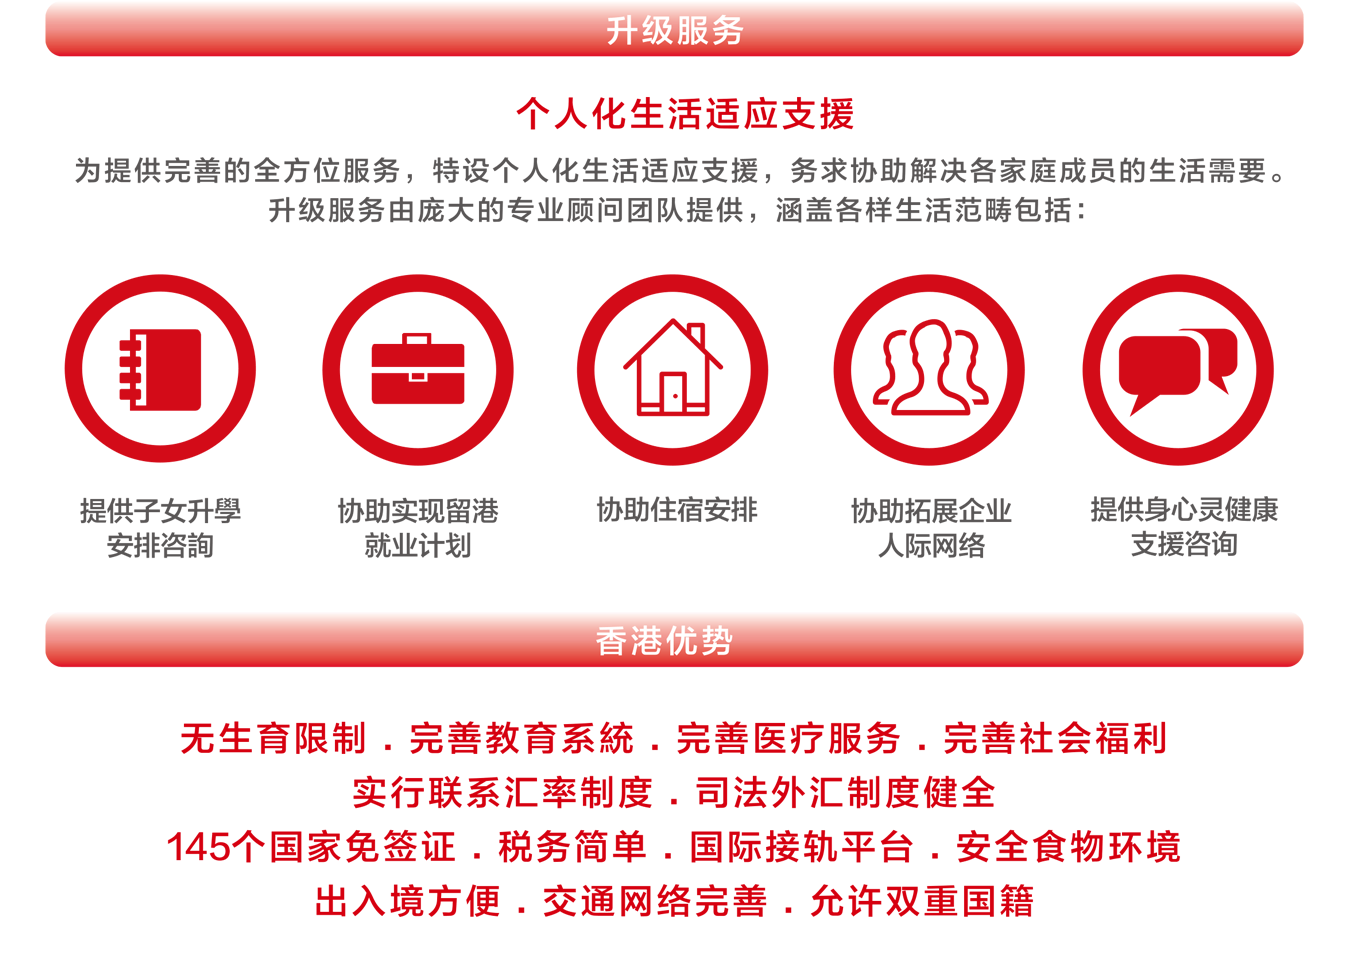 升级服务
个人化生活适应支援
为提供完善的全方位服务，特设个人化生活适应支援，务求协助解决各家庭成员的生活需要。
升级服务由庞大的专业顾问团队提供，涵盖各样生活范畴包括：
提供子女升學
安排咨詢
协助实现留港
就业计划
协助住宿安排
协助拓展企业
人际网络
提供身心灵健康
支援咨询
香港优势
无生育限制．完善教育系統．完善医疗服务．完善社会福利
实行联系汇率制度．司法外汇制度健全
145个国家免签证．税务简单．国际接轨平台．安全食物环境
出入境方便．交通网络完善．允许双重国籍